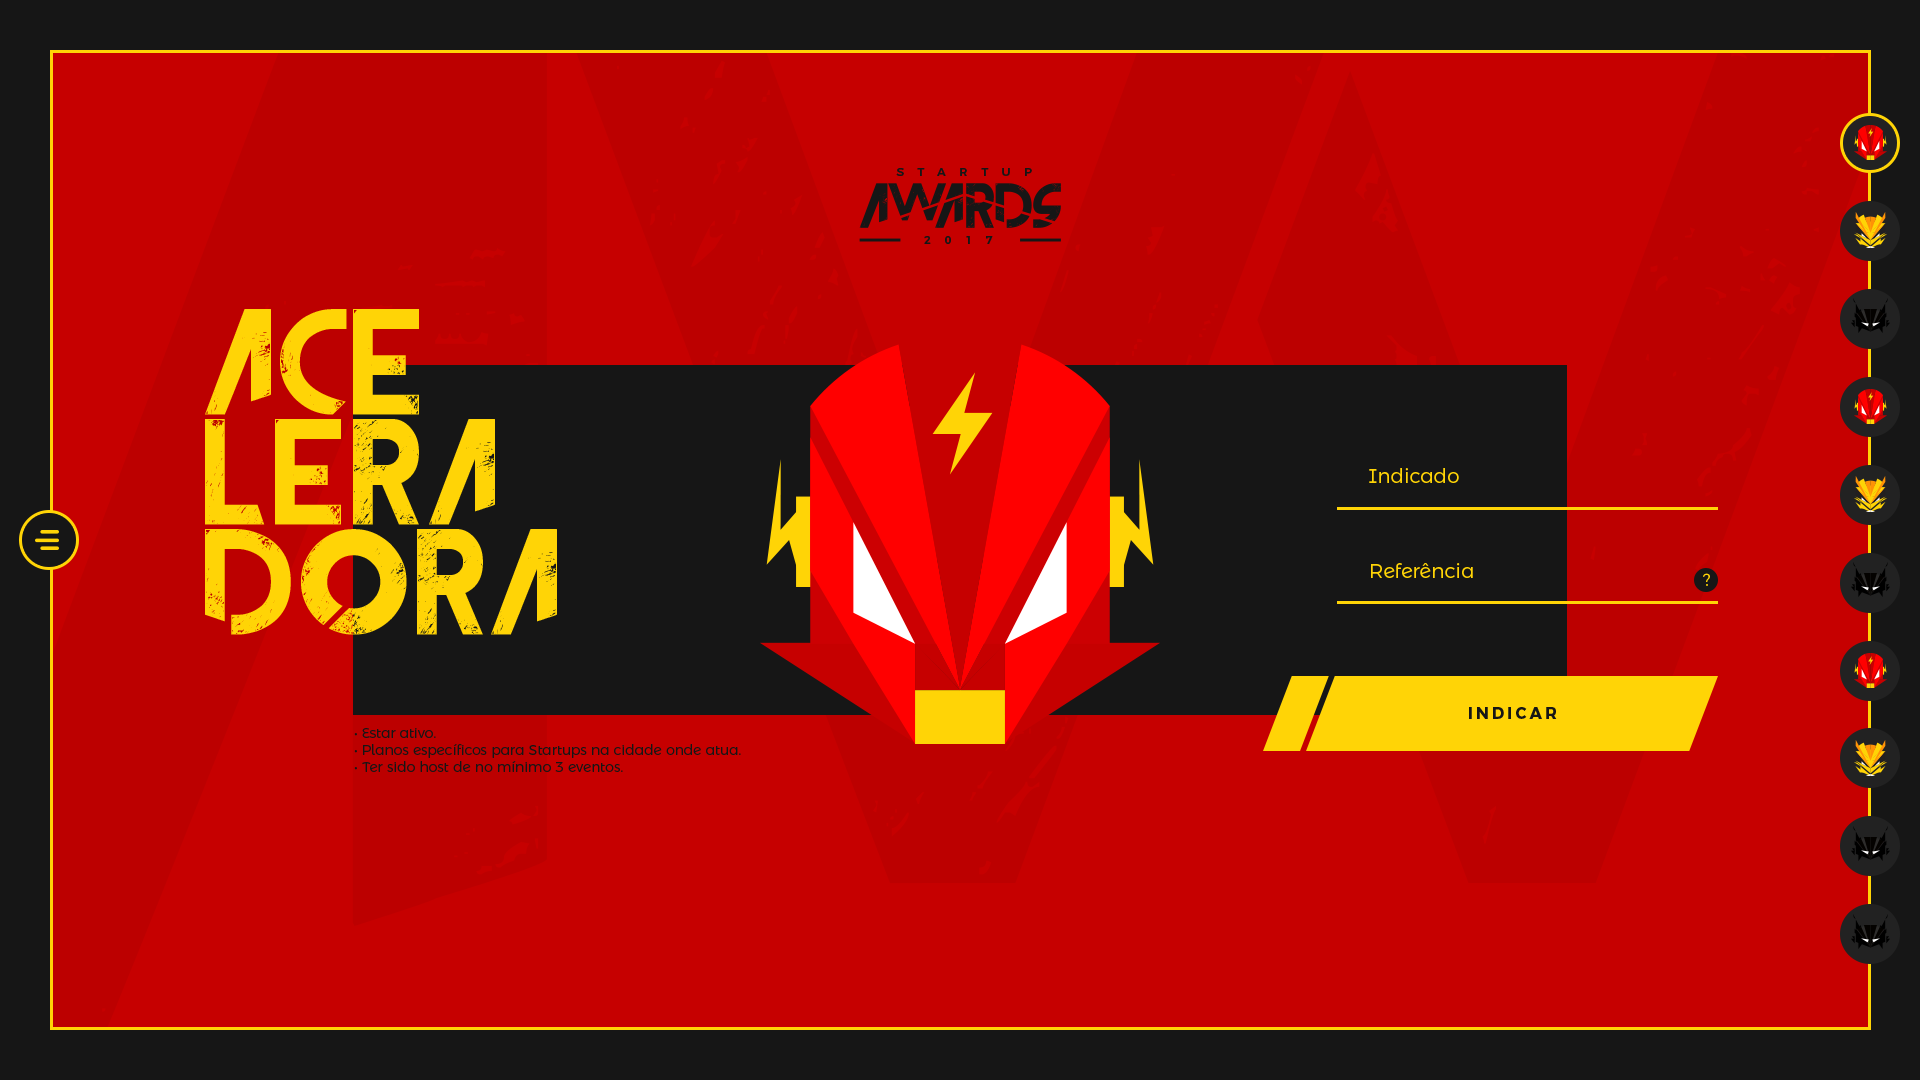 STARTUP
AWARDS
2017
ACE
LERA
DORA
Indicado
Referência
?
INDICAR
• Estar ativo.
• Planos específicos para Startups na cidade onde atua.
• Ter sido host de no mínimo 3 eventos.